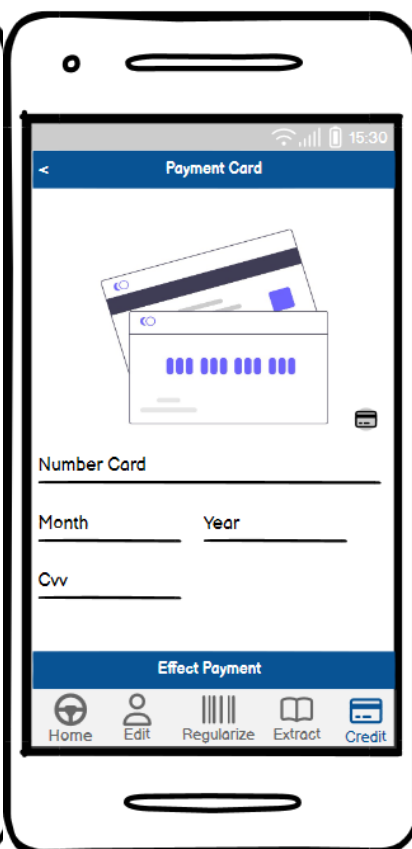 15:30
< Payment Card
Number Card
Month Year
Cvv
Effect Payment
Home Edit Regularize Extract Credit